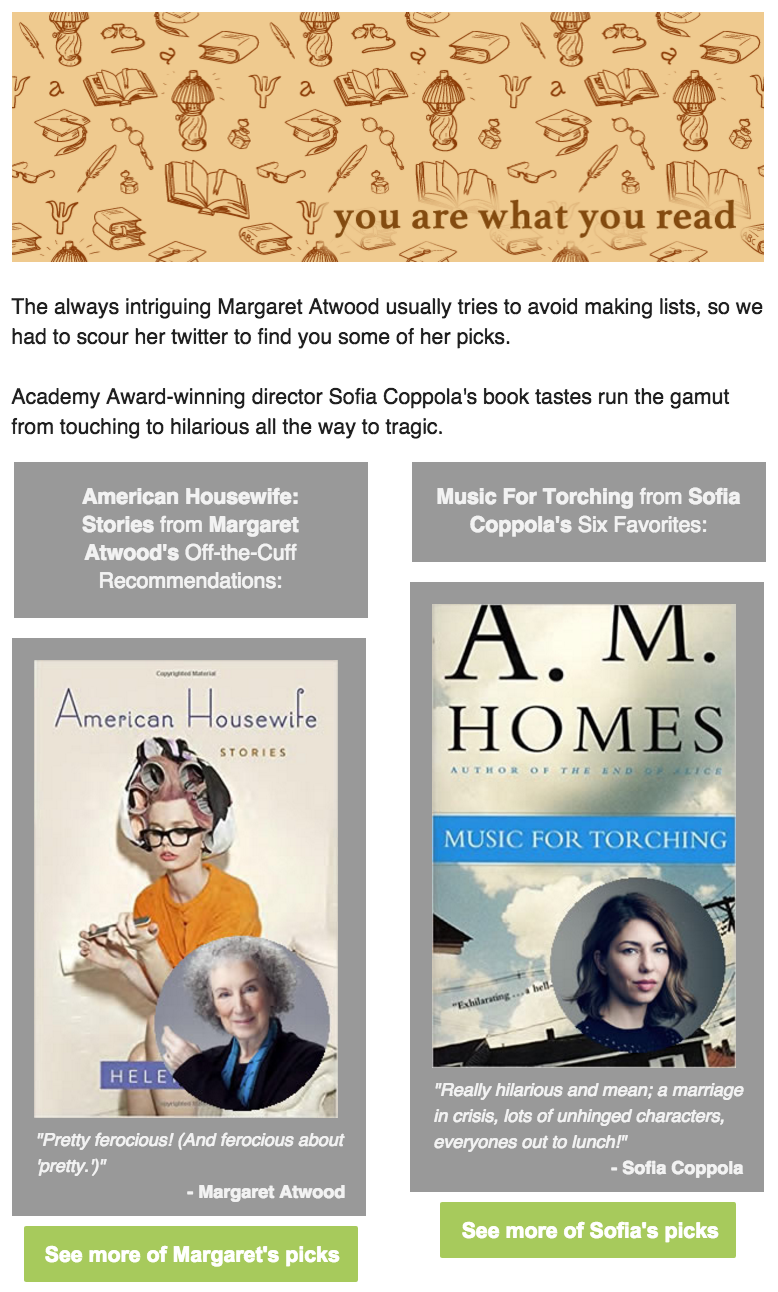 you are what you read
The always intriguing Margaret Atwood usually tries to avoid making lists, so we
had to scour her twitter to find you some of her picks.
Academy Award-winning director Sofia Coppola's book tastes run the gamut
from touching to hilarious all the way to tragic.
American Housewife:
Stories from Margaret
Atwood's Off-the-Cuff
Recommendations:
Copyrighted Material
American Housewife
STORIES
HELE
Copyrighted Material
"Pretty ferocious! (And ferocious about
'pretty.')"
- Margaret Atwood
See more of Margaret's picks
Music For Torching from Sofia
Coppola's Six Favorites:
A. M.
HOMES
AUTHOR OF THE END OF ALICE
MUSIC FOR TORCHING
"Exhilarating . . . a hell-
"Really hilarious and mean; a marriage
in crisis, lots of unhinged characters,
everyones out to lunch!"
- Sofia Coppola
See more of Sofia's picks